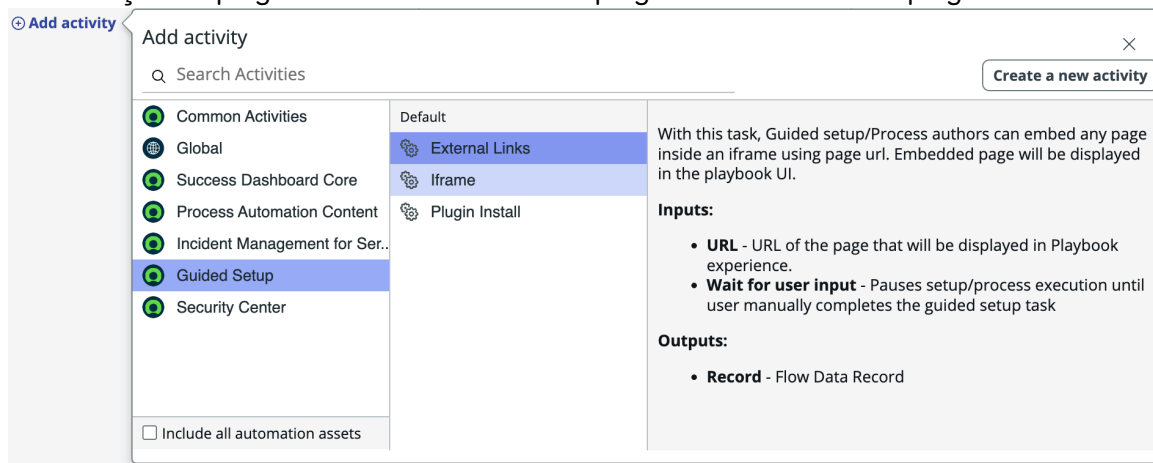 Add activity
Add activity
Search Activities
Create a new activity
Common Activities
Global
Success Dashboard Core
Process Automation Content
Incident Management for Ser..
Guided Setup
Security Center
Include all automation assets
Default
External Links
Iframe
Plugin Install
With this task, Guided setup/Process authors can embed any page
inside an iframe using page url. Embedded page will be displayed
in the playbook UI.
Inputs:
• URL - URL of the page that will be displayed in Playbook
experience.
• Wait for user input - Pauses setup/process execution until
user manually completes the guided setup task
Outputs:
• Record - Flow Data Record